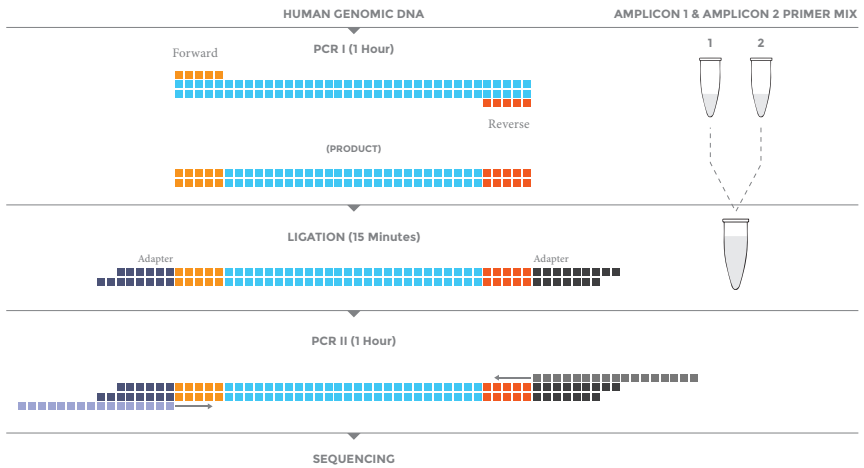 HUMAN GENOMIC DNA
AMPLICON 1 & AMPLICON 2 PRIMER MIX
PCR I (1 Hour)
1 2
Forward
Reverse
(PRODUCT)
LIGATION (15 Minutes)
Adapter
Adapter
PCR II (1 Hour)
SEQUENCING